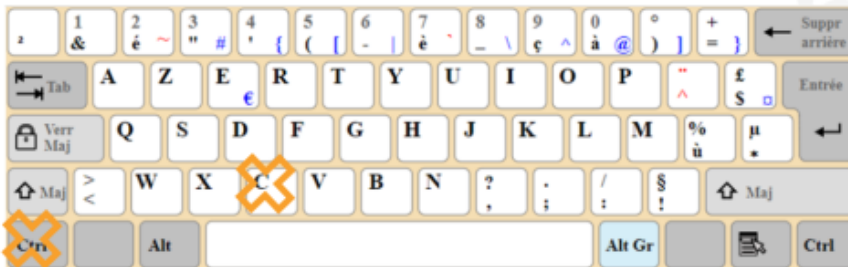 ² 1 & 2 é ~ 3 " # 4 ' { 5 ( [ 6 - | 7 è ` 8 _ \ 9 ç ^ 0 à @ ° ) ] + = } Suppr arrière
Tab A Z E € R T Y U I O P ¨ ^ £ $ ¤ Entrée
Verr Maj Q S D F G H J K L M % ù µ *
Maj > < W X C V B N ? , . ; / : § ! Maj
Ctrl Alt Alt Gr Ctrl